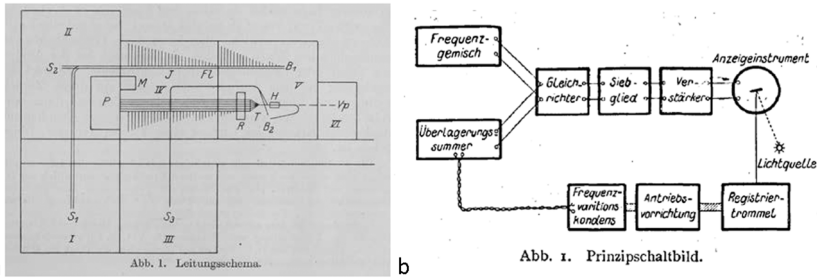 II
S₂
J
Fl
B₁
M
IV
V
P
H
Vp
T
R
B₂
VI
S₁
S₃
I
III
Abb. 1. Leitungsschema.
b
Frequenz-
gemisch
Gleich-
richter
Sieb-
glied
Ver-
stärker
Anzeigeinstrument
Überlagerungs
summer
Lichtquelle
Frequenz-
varitions
kondens
Antriebs-
vorrichtung
Registrier-
trommel
Abb. 1. Prinzipschaltbild.